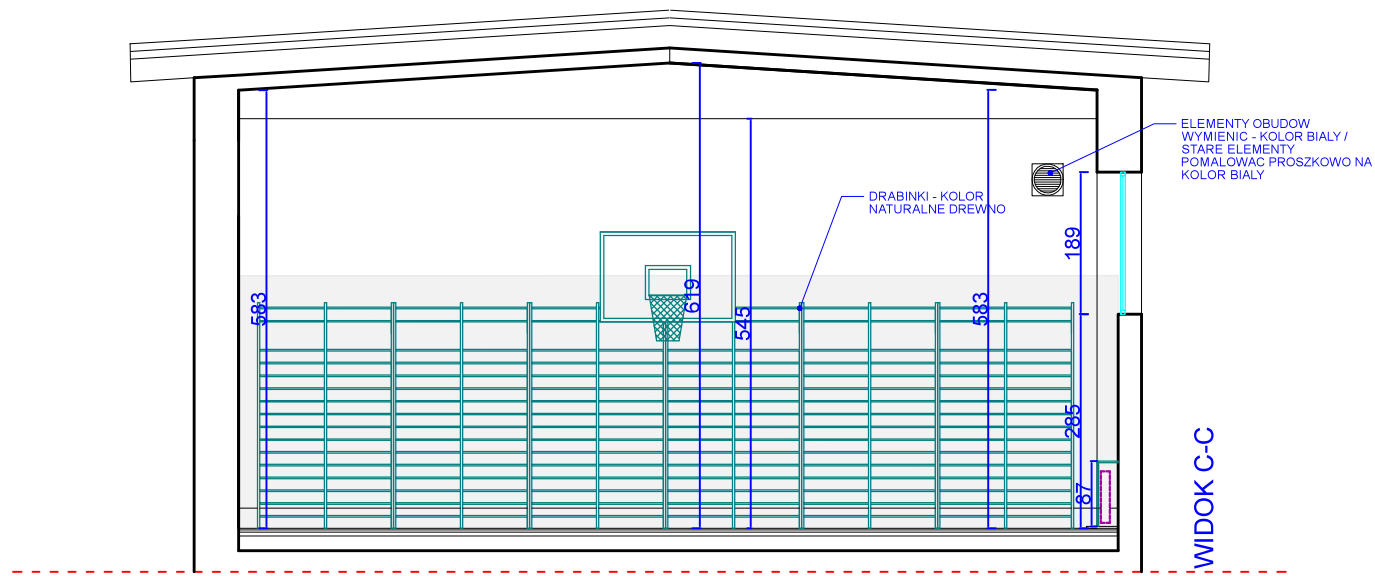 ELEMENTY OBUDOW
WYMIENIC - KOLOR BIALY /
STARE ELEMENTY
POMALOWAC PROSZKOWO NA
KOLOR BIALY
DRABINKI - KOLOR
NATURALNE DREWNO
583
619
545
583
189
285
87
WIDOK C-C